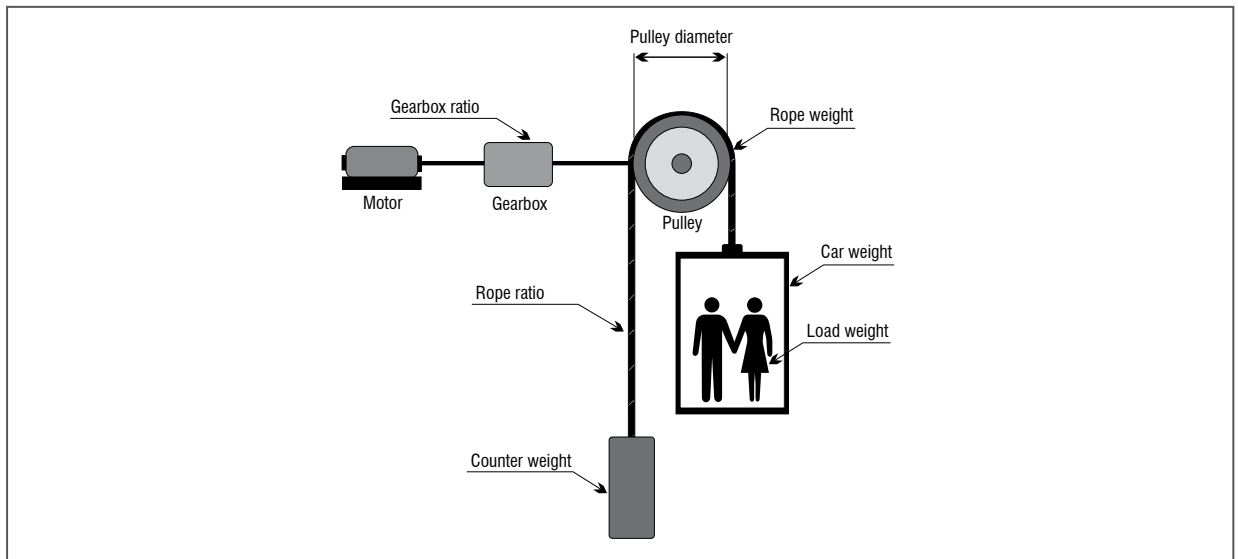 Pulley diameter
Gearbox ratio
Rope weight
Motor
Gearbox
Pulley
Car weight
Rope ratio
Load weight
Counter weight